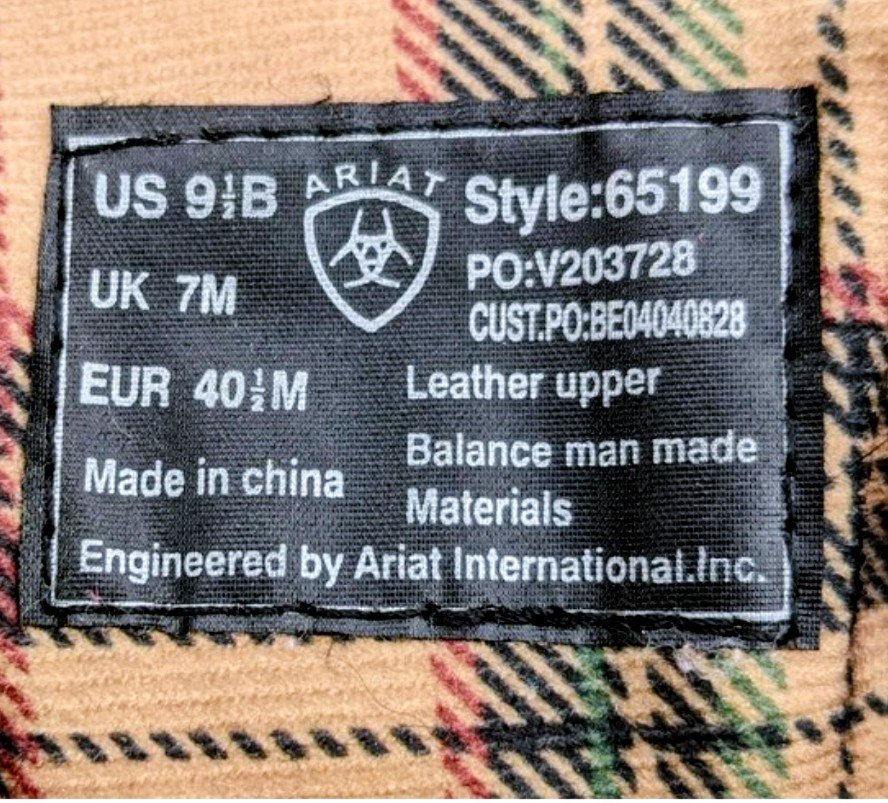 US 9½B
UK 7M
EUR 40½M
Made in china
ARIAT
Style:65199
PO:V203728
CUST.PO:BE04040828
Leather upper
Balance man made
Materials
Engineered by Ariat International.Inc.